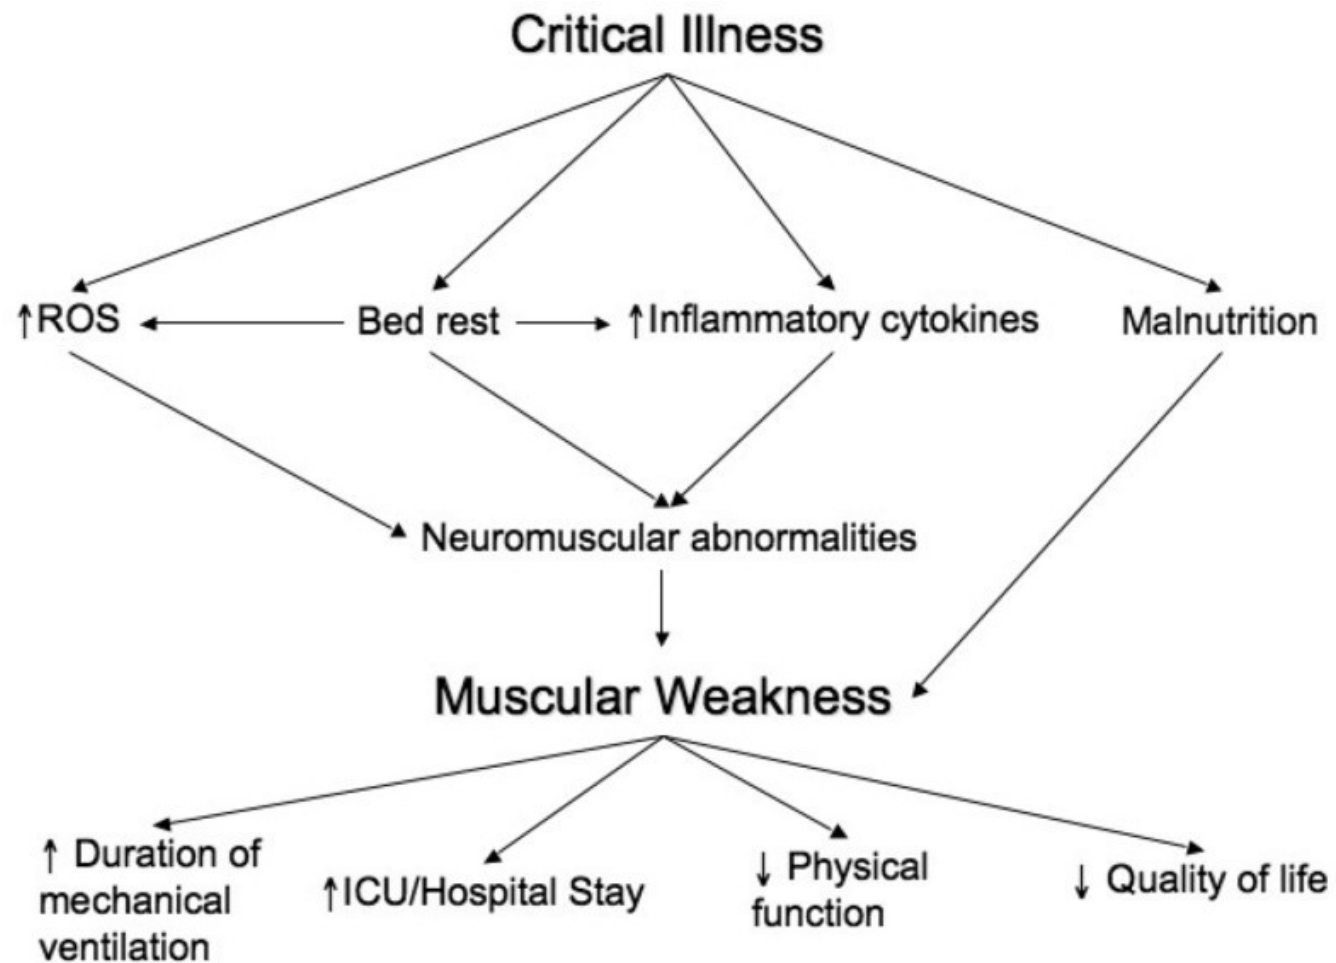 Critical Illness
↑ROS
Bed rest
↑Inflammatory cytokines
Malnutrition
Neuromuscular abnormalities
Muscular Weakness
↑ Duration of
mechanical
ventilation
↑ICU/Hospital Stay
↓ Physical
function
↓ Quality of life